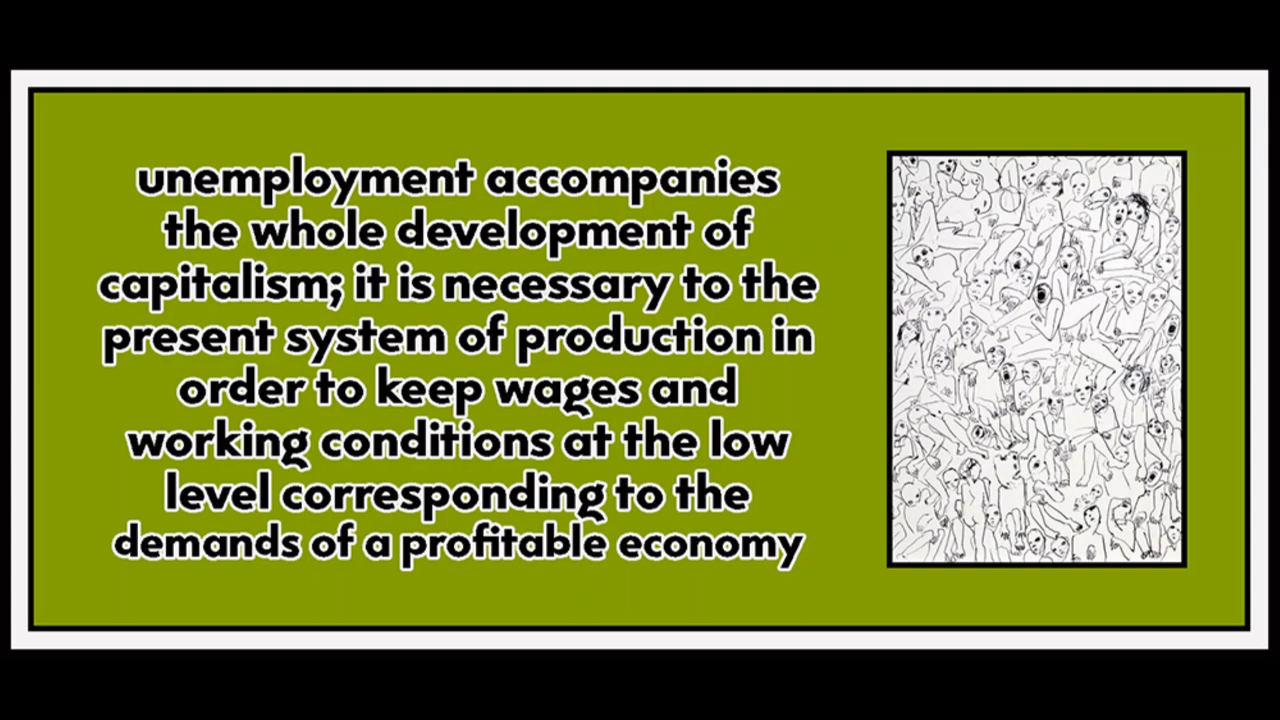 unemployment accompanies
the whole development of
capitalism; it is necessary to the
present system of production in
order to keep wages and
working conditions at the low
level corresponding to the
demands of a profitable economy